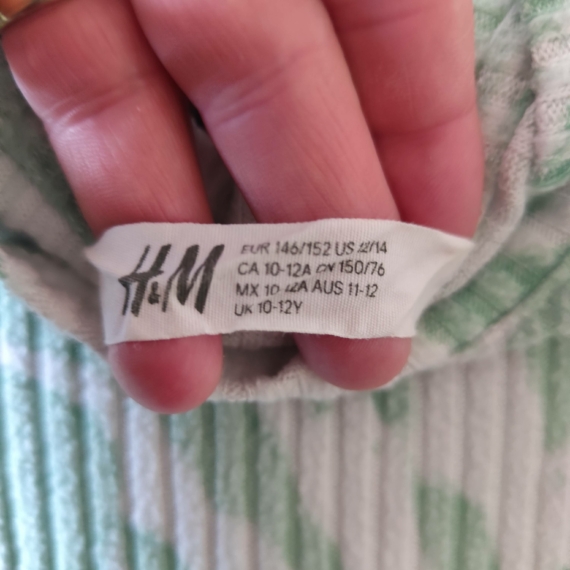 H&M
EUR 146/152 US 12/14
CA 10-12A CN 150/76
MX 10-12A AUS 11-12
UK 10-12Y